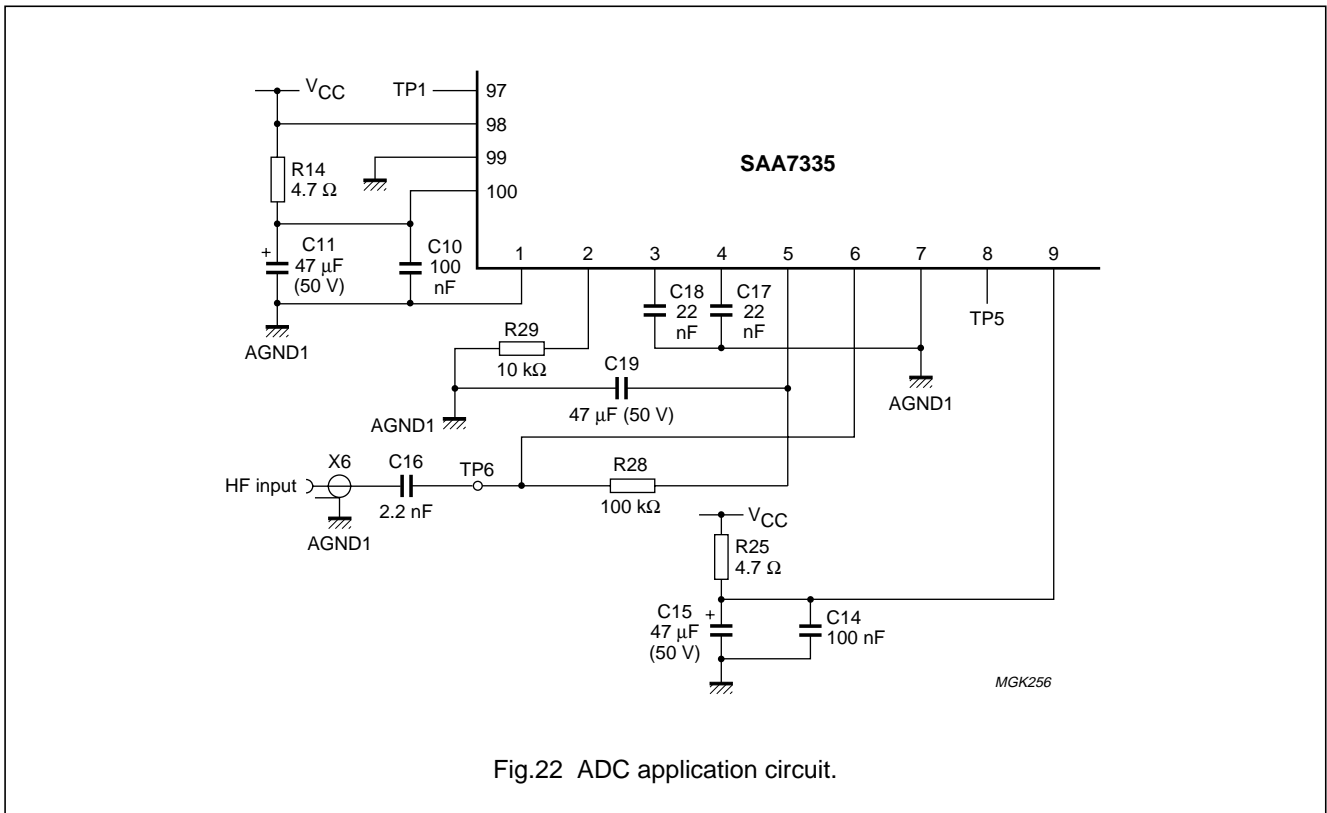 VCC
TP1
97
98
99
100
SAA7335
R14
4.7 Ω
+
C11
47 μF
(50 V)
C10
100
nF
AGND1
1
2
3
4
5
6
7
8
9
C18
22
nF
C17
22
nF
TP5
R29
10 kΩ
C19
47 μF (50 V)
AGND1
AGND1
HF input
X6
C16
2.2 nF
TP6
R28
100 kΩ
AGND1
VCC
R25
4.7 Ω
C15
+
47 μF
(50 V)
C14
100 nF
MGK256
Fig.22 ADC application circuit.